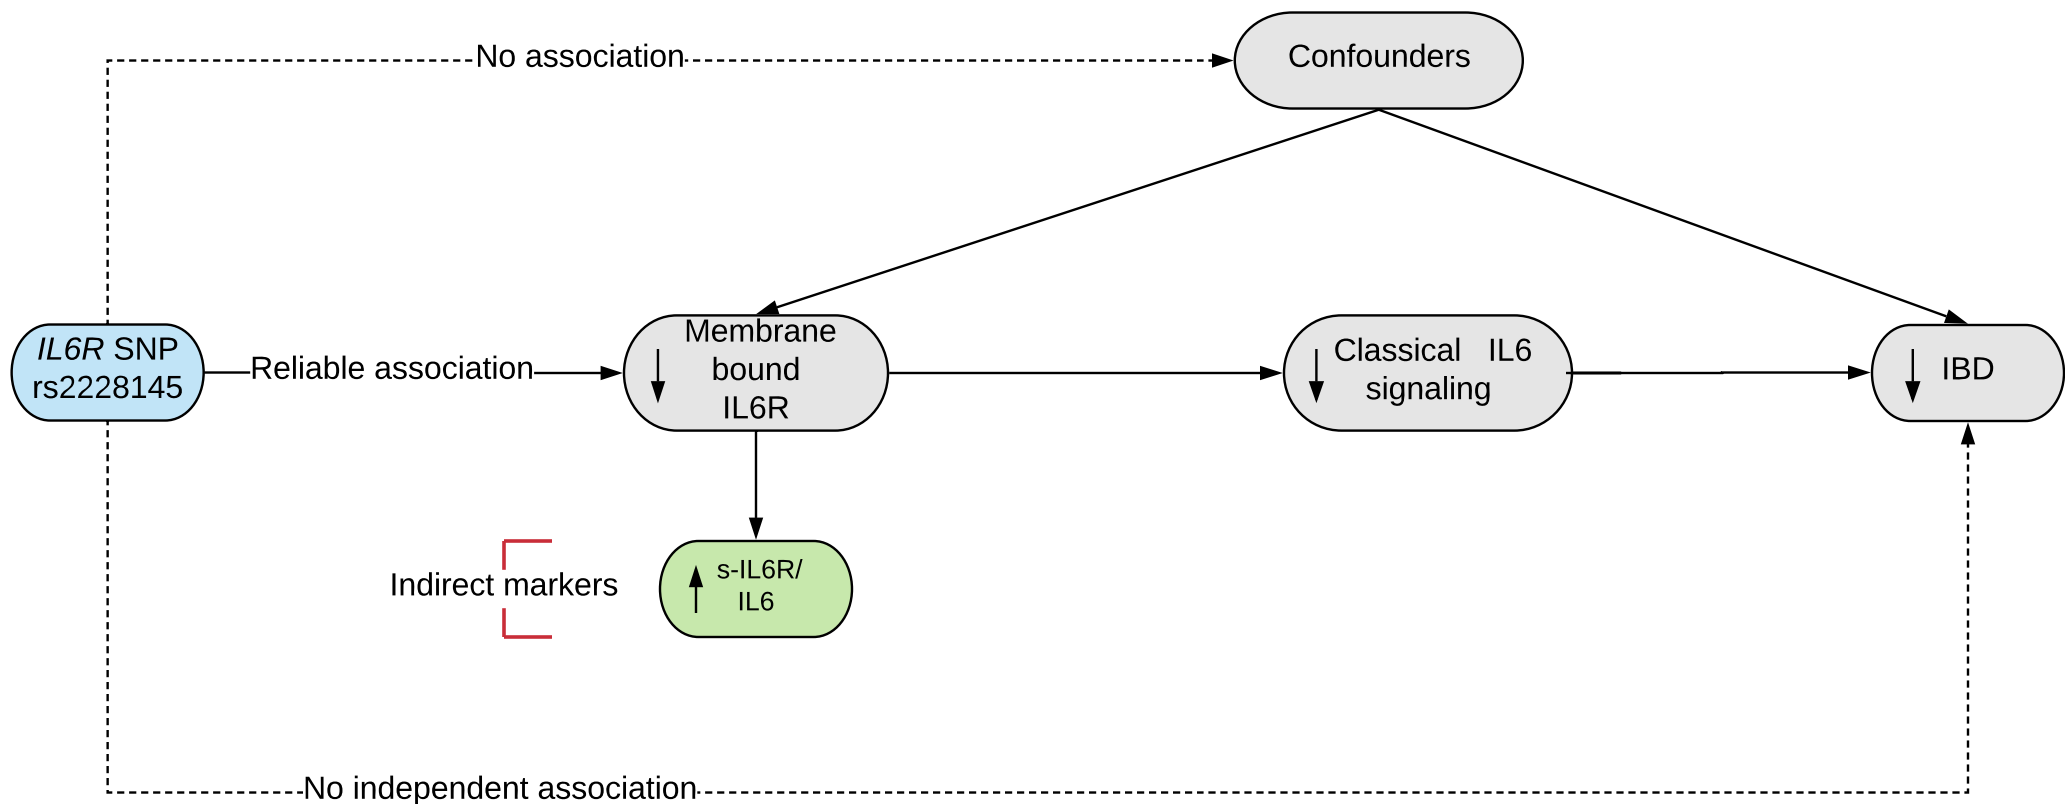 No association
Confounders
IL6R SNP
rs2228145
Reliable association
Membrane
bound
IL6R
Classical IL6
signaling
IBD
Indirect markers
s-IL6R/
IL6
No independent association